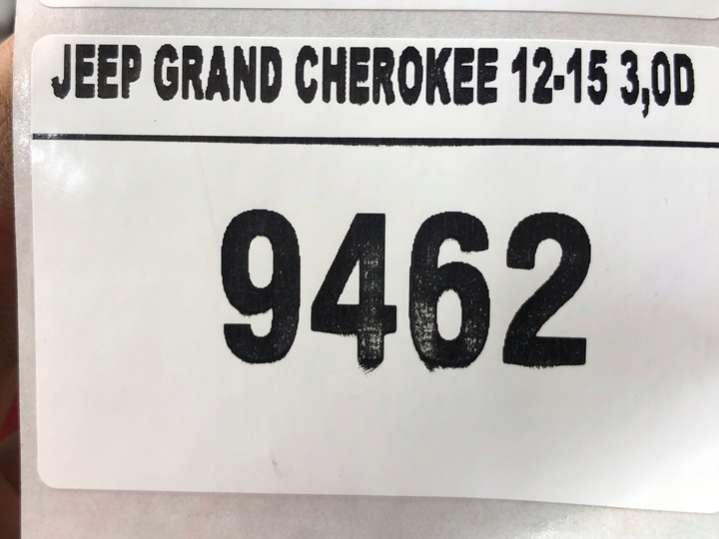 JEEP GRAND CHEROKEE 12-15 3,0D
9462